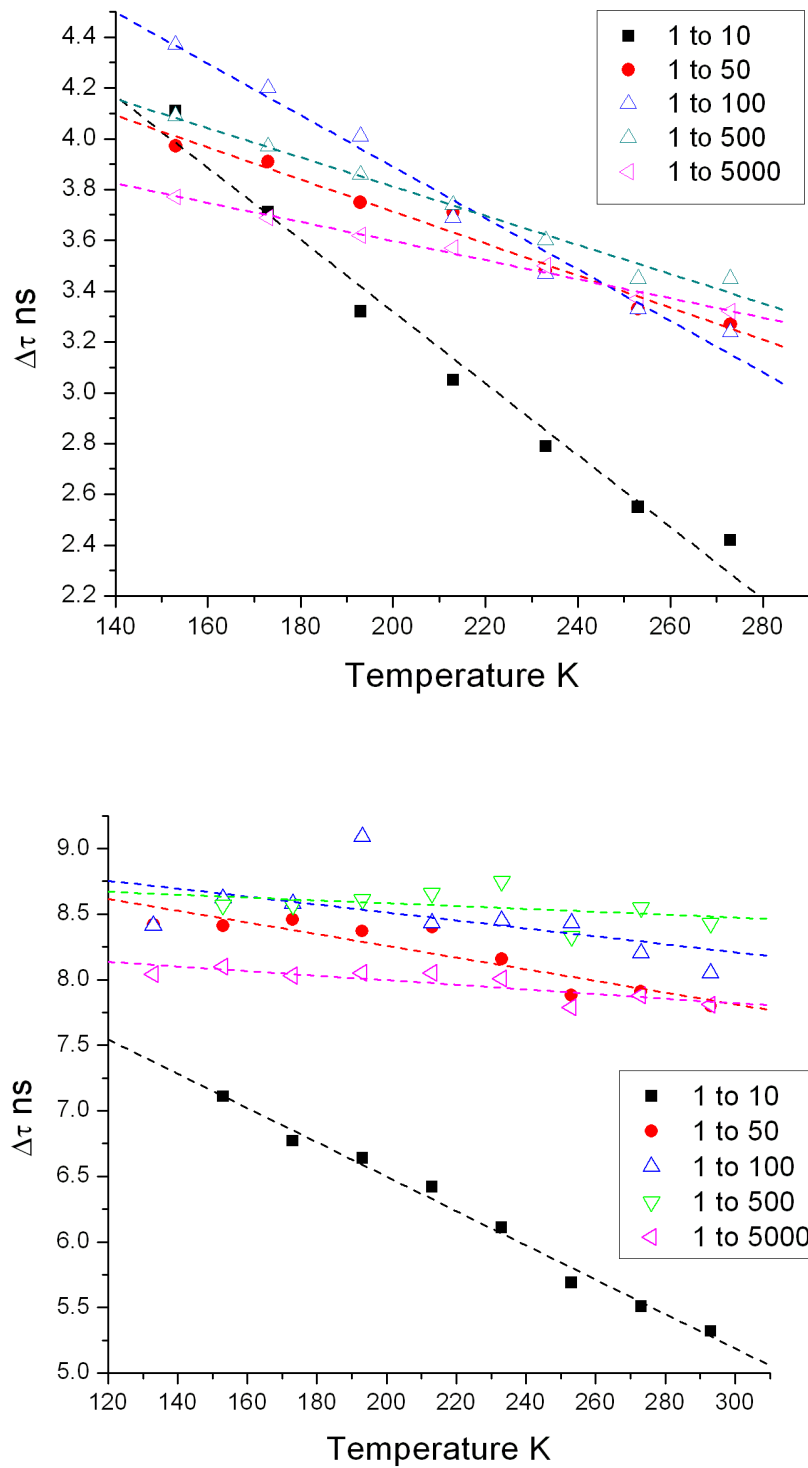 4.4
4.2
4.0
3.8
3.6
3.4
3.2
3.0
2.8
2.6
2.4
2.2
Δτ ns
1 to 10
1 to 50
1 to 100
1 to 500
1 to 5000
140 160 180 200 220 240 260 280
Temperature K
9.0
8.5
8.0
7.5
7.0
6.5
6.0
5.5
5.0
Δτ ns
1 to 10
1 to 50
1 to 100
1 to 500
1 to 5000
120 140 160 180 200 220 240 260 280 300
Temperature K